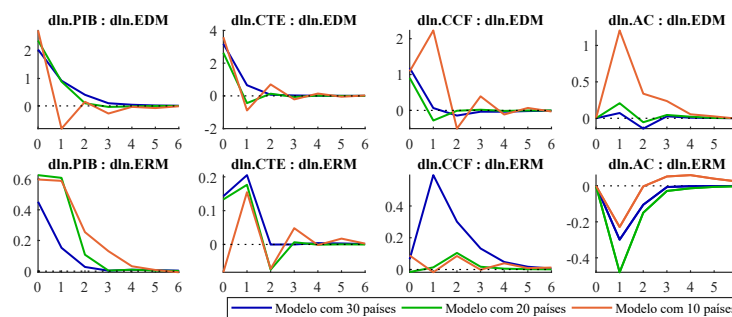 dln.PIB : dln.EDM
dln.CTE : dln.EDM
dln.CCF : dln.EDM
dln.AC : dln.EDM
2
1
0
0 1 2 3 4 5 6
4
2
0
-2
0 1 2 3 4 5 6
2
1
0
0 1 2 3 4 5 6
1
0.5
0
0 1 2 3 4 5 6
dln.PIB : dln.ERM
dln.CTE : dln.ERM
dln.CCF : dln.ERM
dln.AC : dln.ERM
0.6
0.4
0.2
0
0 1 2 3 4 5 6
0.2
0.1
0
0 1 2 3 4 5 6
0.4
0.2
0
0 1 2 3 4 5 6
0
-0.2
-0.4
0 1 2 3 4 5 6
Modelo com 30 países Modelo com 20 países Modelo com 10 países